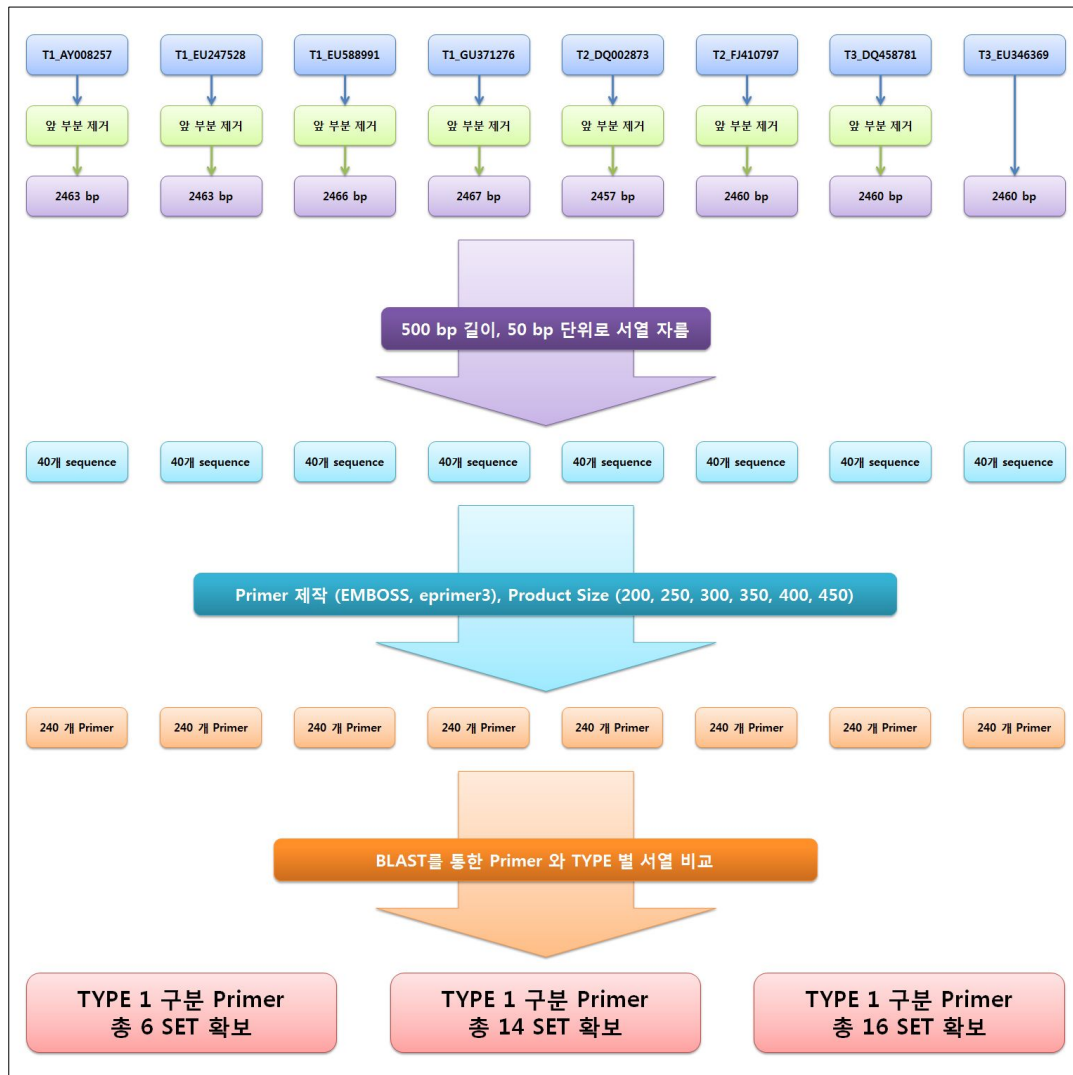 T1_AY008257
T1_EU247528
T1_EU588991
T1_GU371276
T2_DQ002873
T2_FJ410797
T3_DQ458781
T3_EU346369
앞 부분 제거
앞 부분 제거
앞 부분 제거
앞 부분 제거
앞 부분 제거
앞 부분 제거
앞 부분 제거
2463 bp
2463 bp
2466 bp
2467 bp
2457 bp
2460 bp
2460 bp
2460 bp
500 bp 길이, 50 bp 단위로 서열 자름
40개 sequence
40개 sequence
40개 sequence
40개 sequence
40개 sequence
40개 sequence
40개 sequence
40개 sequence
Primer 제작 (EMBOSS, eprimer3), Product Size (200, 250, 300, 350, 400, 450)
240 개 Primer
240 개 Primer
240 개 Primer
240 개 Primer
240 개 Primer
240 개 Primer
240 개 Primer
240 개 Primer
BLAST를 통한 Primer 와 TYPE 별 서열 비교
TYPE 1 구분 Primer
총 6 SET 확보
TYPE 1 구분 Primer
총 14 SET 확보
TYPE 1 구분 Primer
총 16 SET 확보